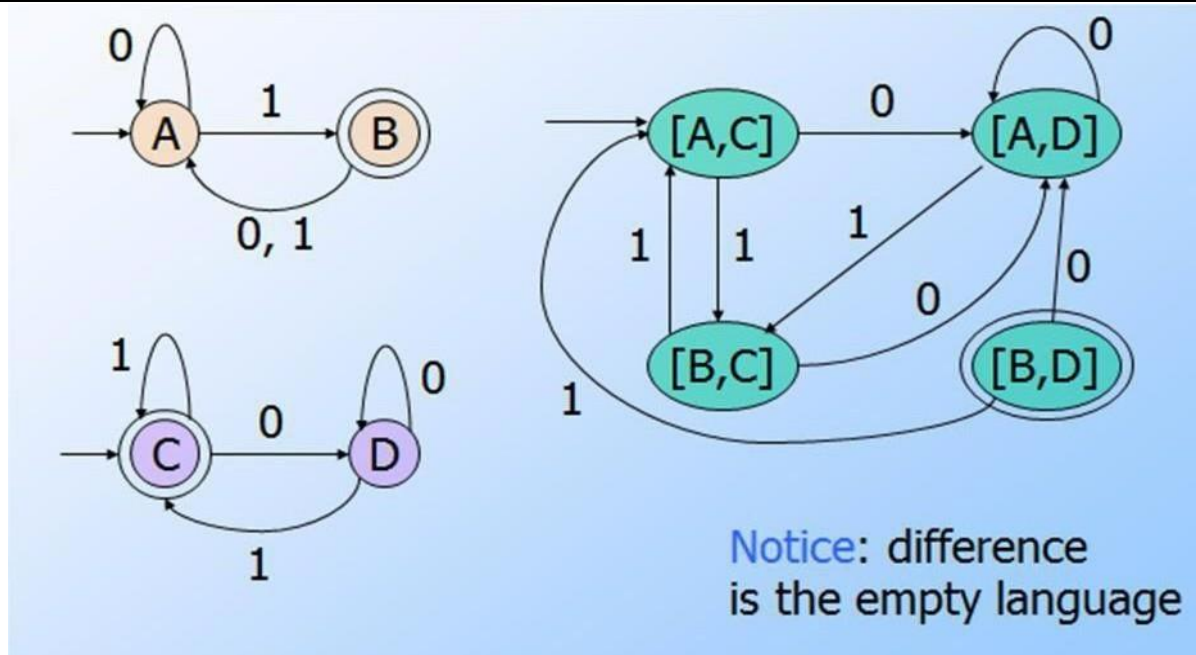 0
1
A
B
0, 1
1
0
0
C
D
1
0
0
[A,C]
[A,D]
1
1
1
0
0
[B,C]
[B,D]
1
Notice: difference
is the empty language